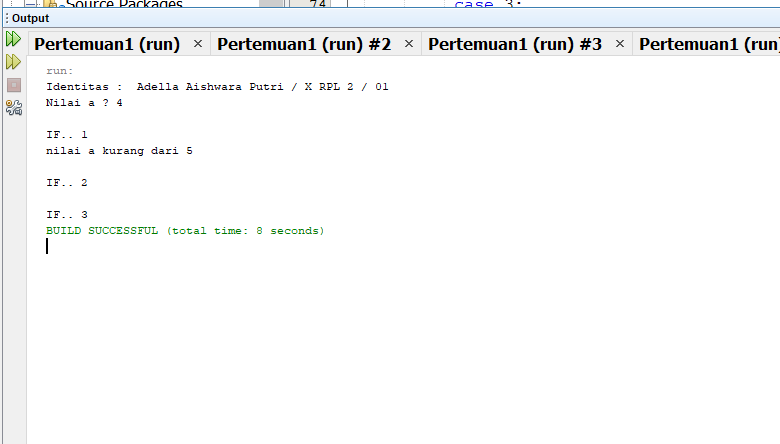 Source Packages
74
case 3:
Output
Pertemuan1 (run) × Pertemuan1 (run) #2 × Pertemuan1 (run) #3 × Pertemuan1 (run)
run:
Identitas :  Adella Aishwara Putri / X RPL 2 / 01
Nilai a ? 4
IF.. 1
nilai a kurang dari 5
IF.. 2
IF.. 3
BUILD SUCCESSFUL (total time: 8 seconds)